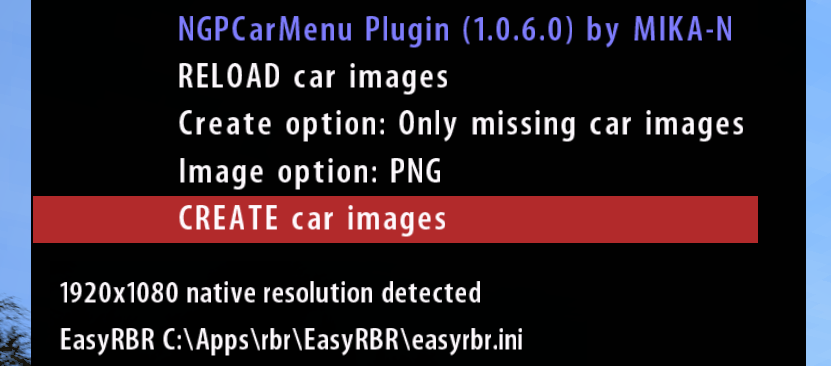 NGPCarMenu Plugin (1.0.6.0) by MIKA-N
RELOAD car images
Create option: Only missing car images
Image option: PNG
CREATE car images
1920x1080 native resolution detected
EasyRBR C:\Apps\rbr\EasyRBR\easyrbr.ini